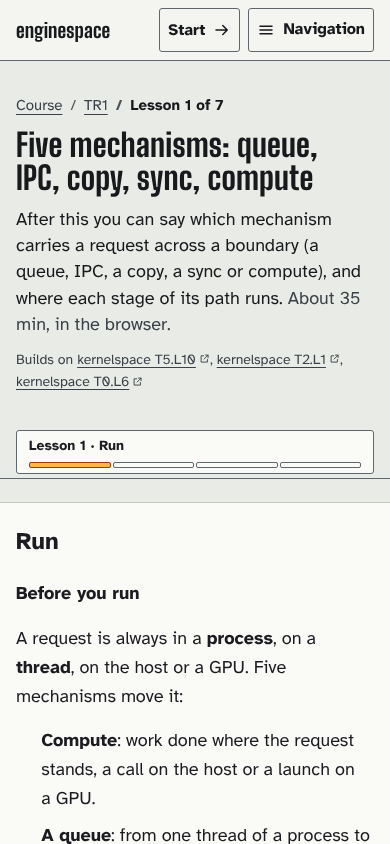 enginespace
Start →
Navigation
Course / TR1 / Lesson 1 of 7
Five mechanisms: queue,
IPC, copy, sync, compute
After this you can say which mechanism
carries a request across a boundary (a
queue, IPC, a copy, a sync or compute), and
where each stage of its path runs. About 35
min, in the browser.
Builds on kernelspace T5.L10, kernelspace T2.L1,
kernelspace T0.L6
Lesson 1 · Run
Run
Before you run
A request is always in a process, on a
thread, on the host or a GPU. Five
mechanisms move it:
Compute: work done where the request
stands, a call on the host or a launch on
a GPU.
A queue: from one thread of a process to